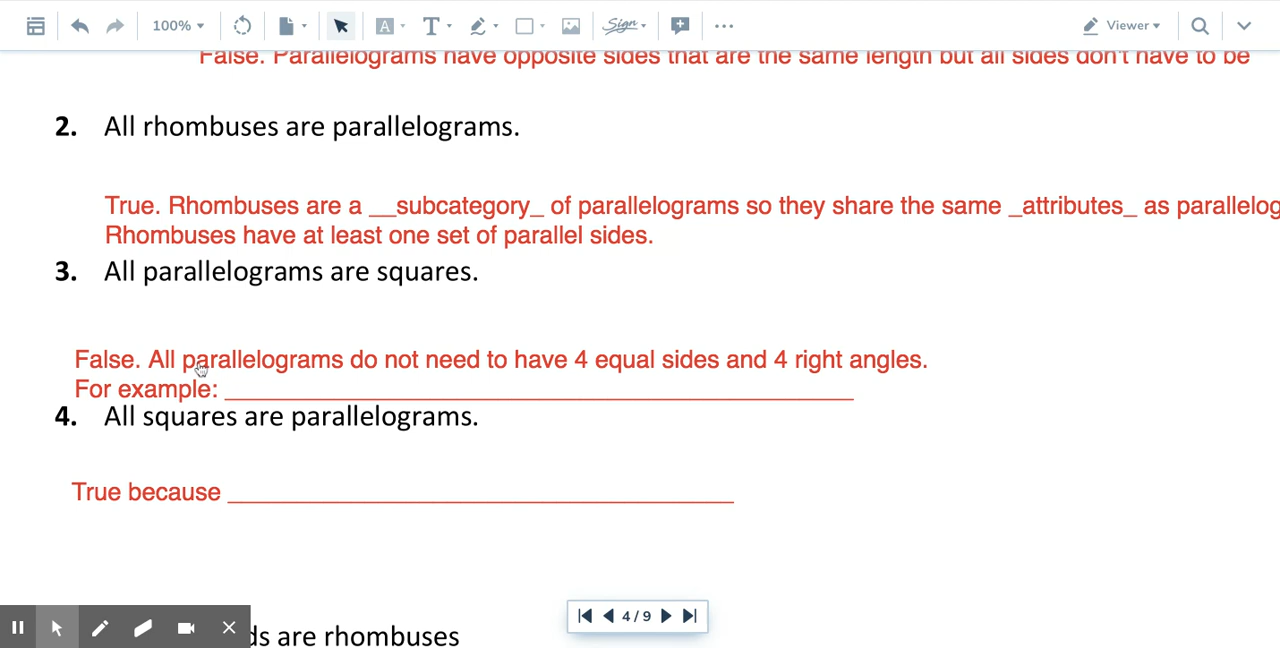 100%
A
T
Sign
Viewer
False. Parallelograms have opposite sides that are the same length but all sides don't have to be
2. All rhombuses are parallelograms.
True. Rhombuses are a __subcategory_ of parallelograms so they share the same _attributes_ as parallelog
Rhombuses have at least one set of parallel sides.
3. All parallelograms are squares.
False. All parallelograms do not need to have 4 equal sides and 4 right angles.
For example: ______________________________________________
4. All squares are parallelograms.
True because _____________________________________
4 / 9
ds are rhombuses